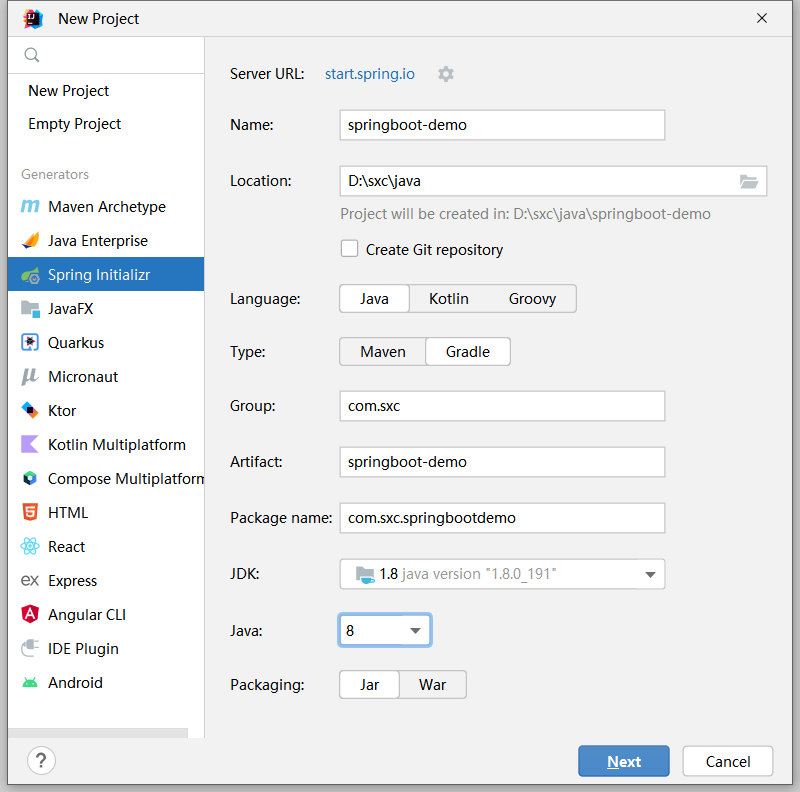 New Project
New Project
Empty Project
Generators
Maven Archetype
Java Enterprise
Spring Initializr
JavaFX
Quarkus
Micronaut
Ktor
Kotlin Multiplatform
Compose Multiplatform
HTML
React
Express
Angular CLI
IDE Plugin
Android
Server URL: start.spring.io
Name: springboot-demo
Location: D:\sxc\java
Project will be created in: D:\sxc\java\springboot-demo
Create Git repository
Language: Java Kotlin Groovy
Type: Maven Gradle
Group: com.sxc
Artifact: springboot-demo
Package name: com.sxc.springbootdemo
JDK: 1.8 java version "1.8.0_191"
Java: 8
Packaging: Jar War
? Next Cancel